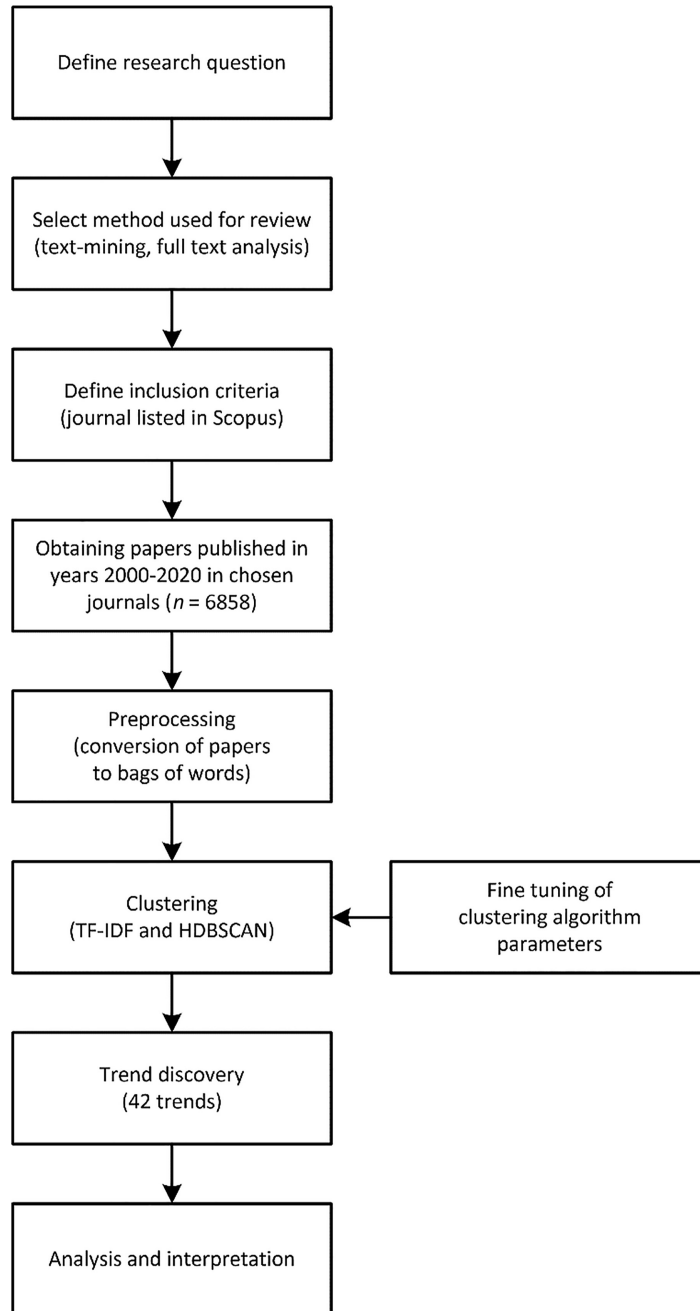 Define research question
Select method used for review
(text-mining, full text analysis)
Define inclusion criteria
(journal listed in Scopus)
Obtaining papers published in
years 2000-2020 in chosen
journals (n = 6858)
Preprocessing
(conversion of papers
to bags of words)
Clustering
(TF-IDF and HDBSCAN)
Fine tuning of
clustering algorithm
parameters
Trend discovery
(42 trends)
Analysis and interpretation